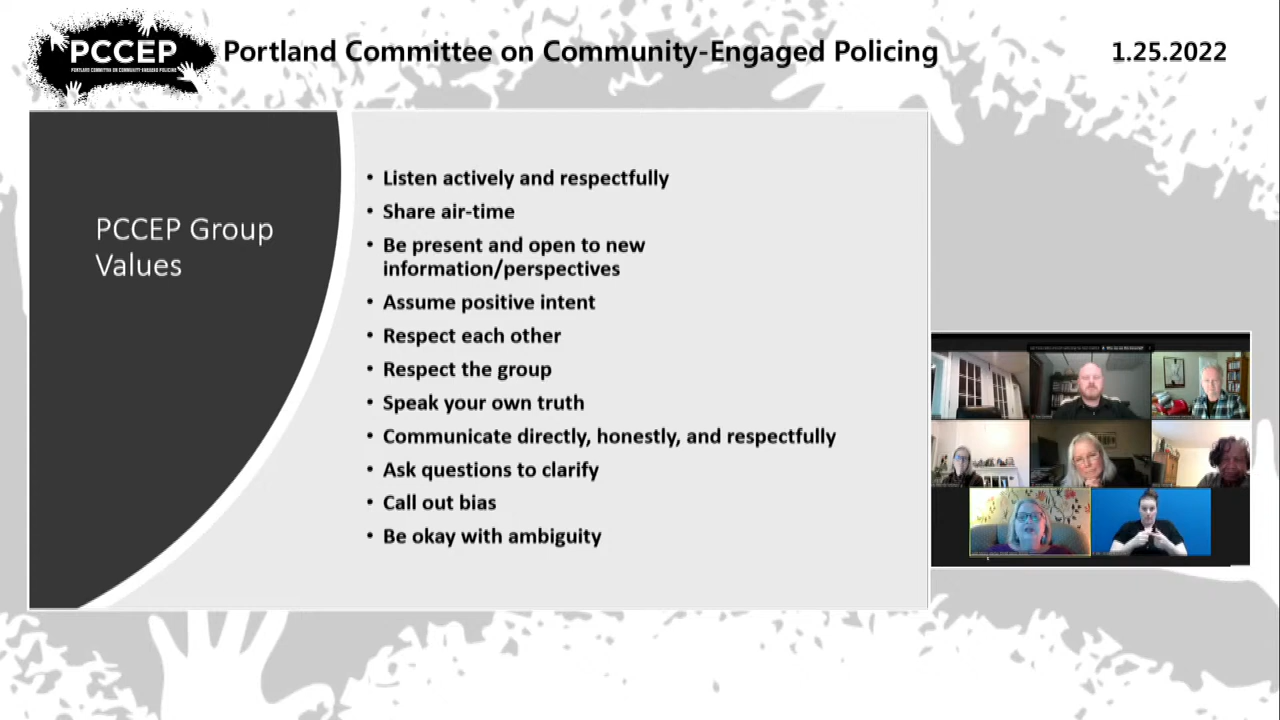 PCCEP
PORTLAND COMMITTEE ON COMMUNITY-ENGAGED POLICING
Portland Committee on Community-Engaged Policing
1.25.2022
PCCEP Group
Values
• Listen actively and respectfully
• Share air-time
• Be present and open to new
information/perspectives
• Assume positive intent
• Respect each other
• Respect the group
• Speak your own truth
• Communicate directly, honestly, and respectfully
• Ask questions to clarify
• Call out bias
• Be okay with ambiguity